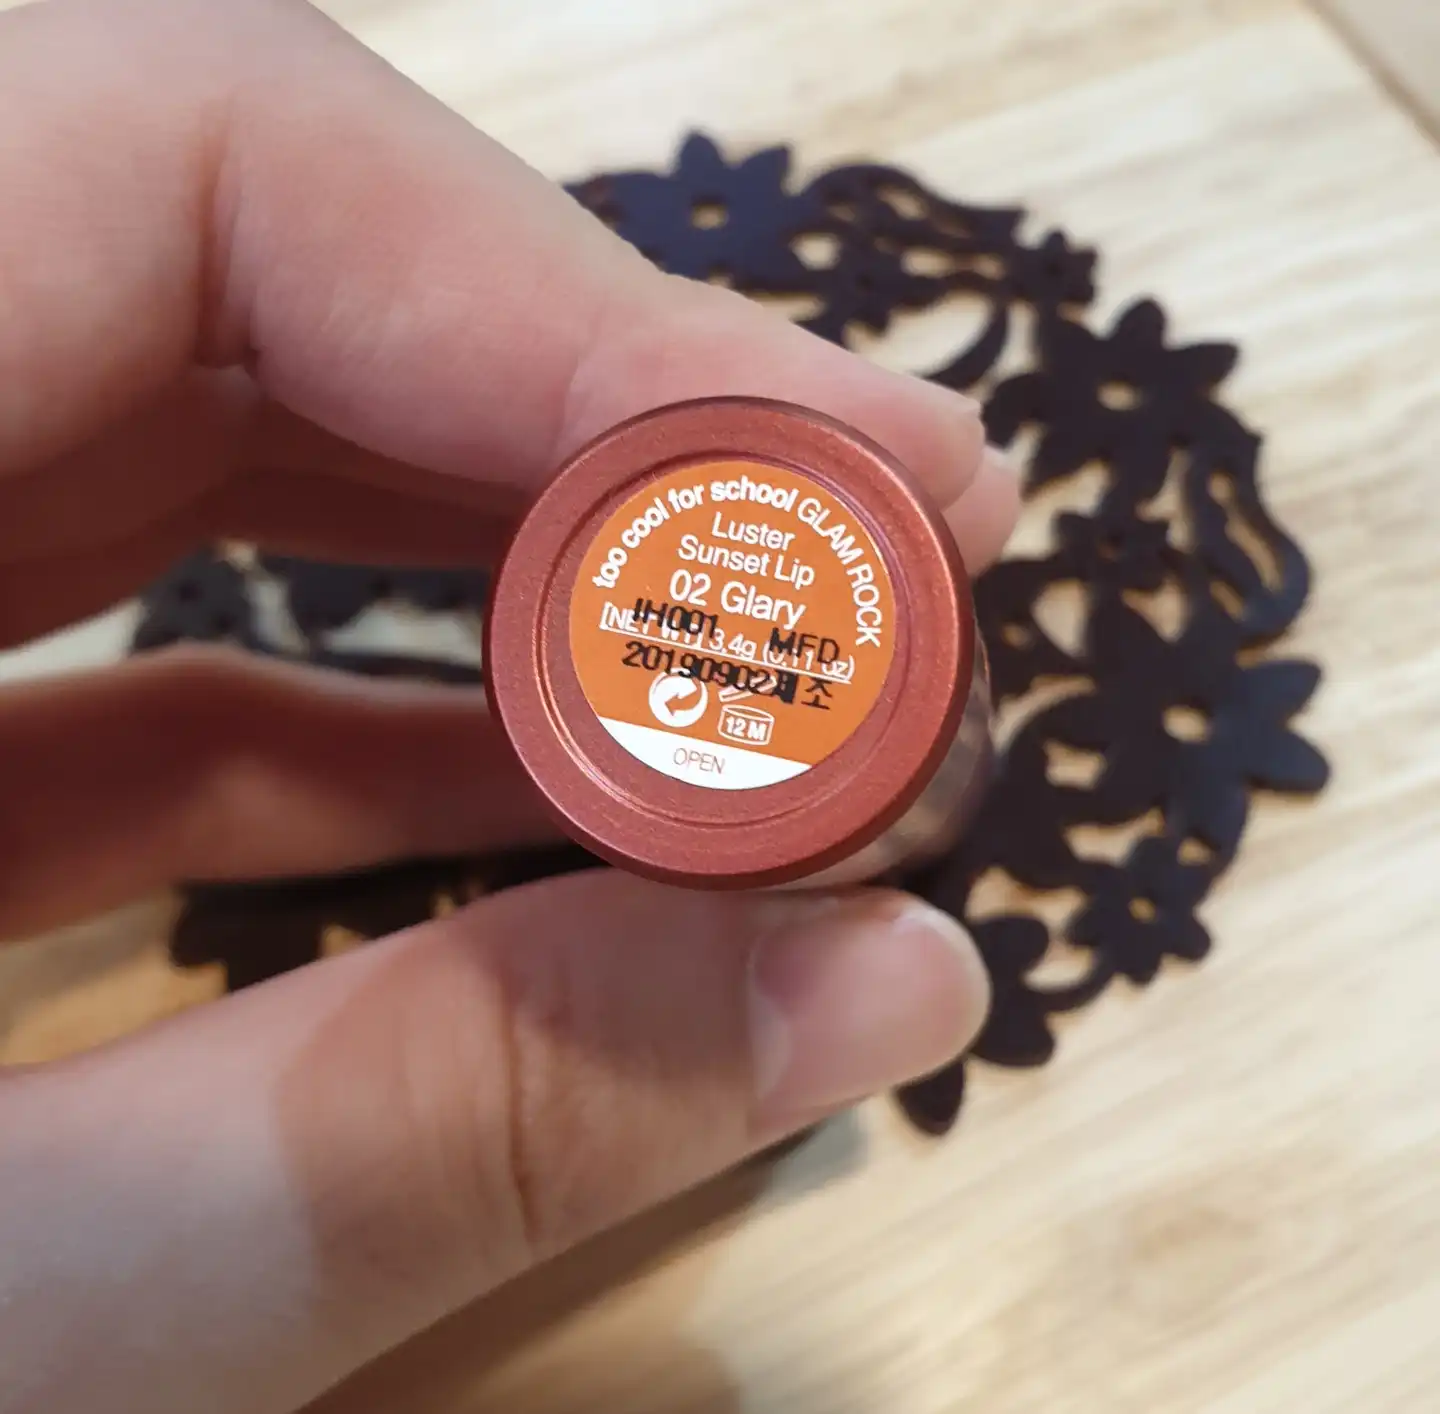 too cool for school GLAM ROCK
Luster
Sunset Lip
02 Glary
IH001 MFD
[NET WT.] 3.4g (0.11 oz)
20190902제조
12M
OPEN